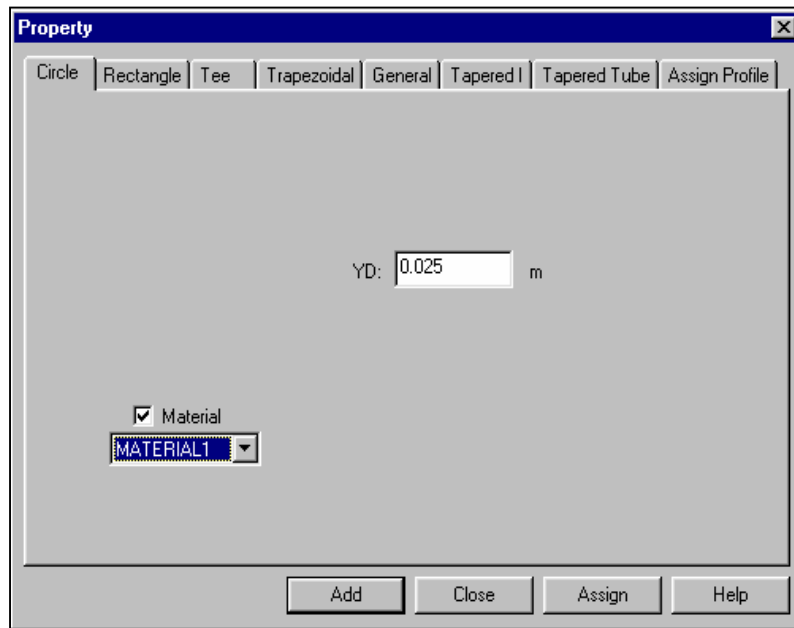 Property
Circle Rectangle Tee Trapezoidal General Tapered I Tapered Tube Assign Profile
YD: 0.025 m
Material
MATERIAL1
Add Close Assign Help